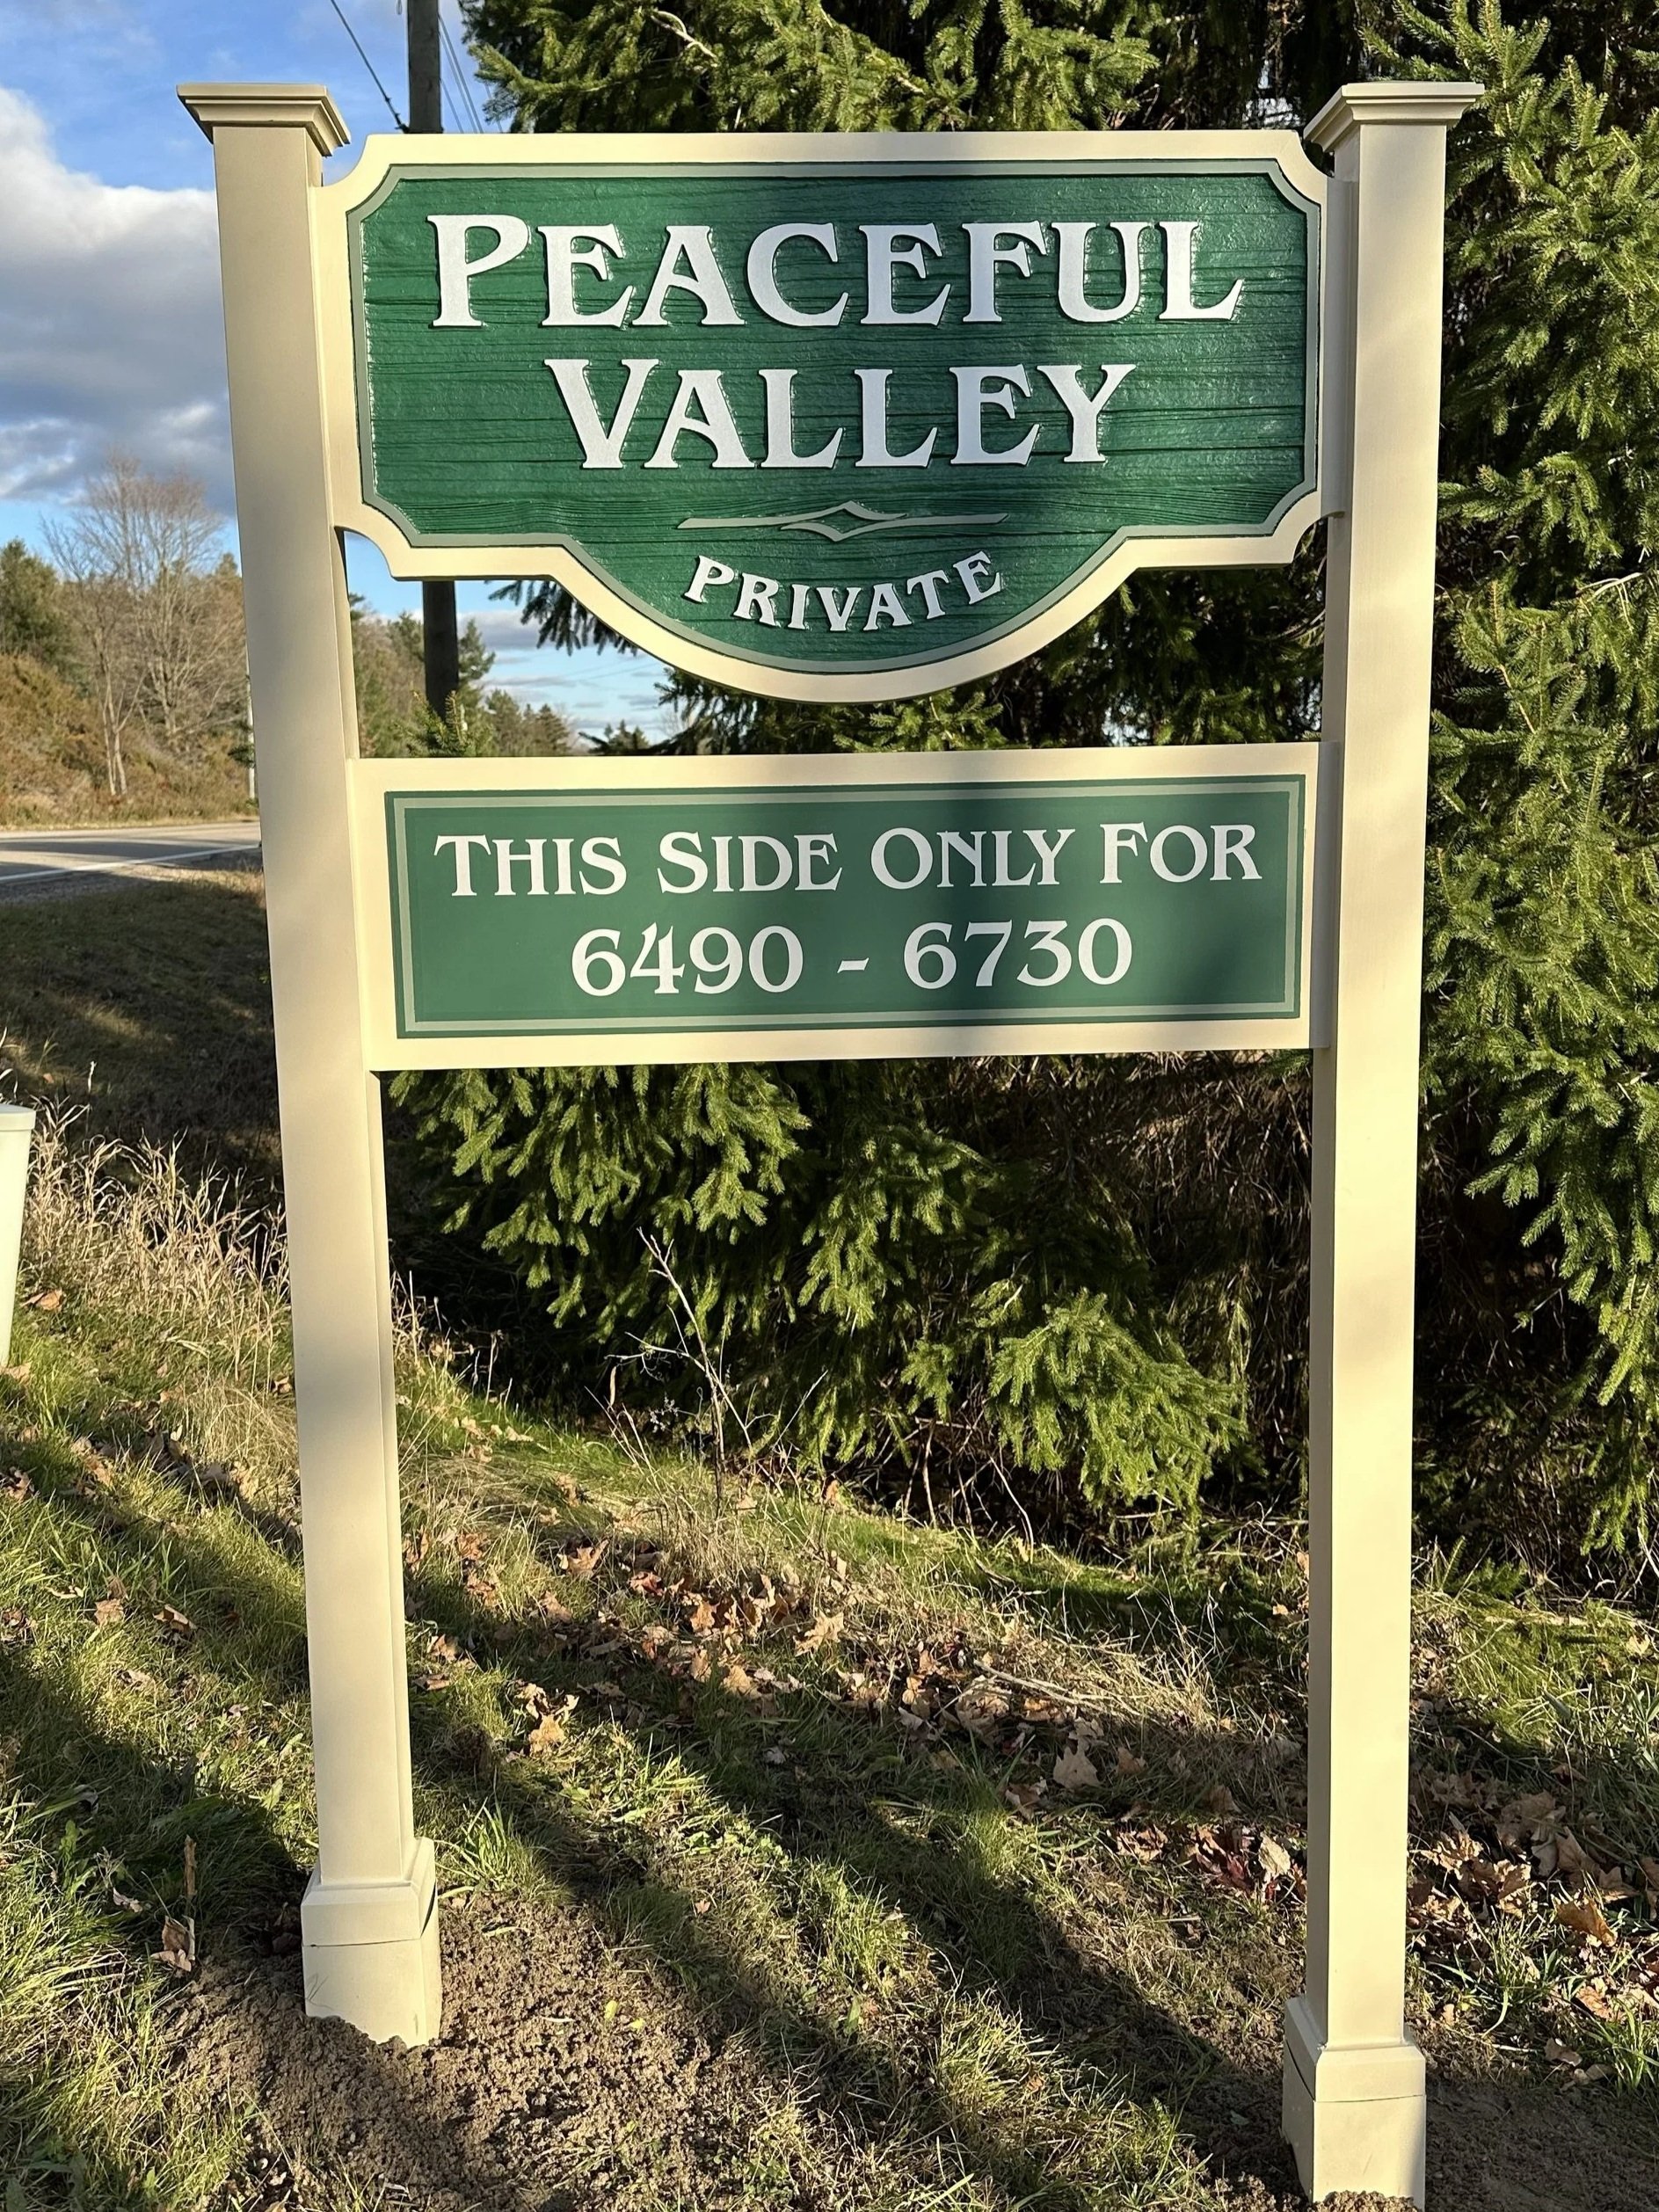 PEACEFUL
VALLEY
PRIVATE
THIS SIDE ONLY FOR
6490 - 6730